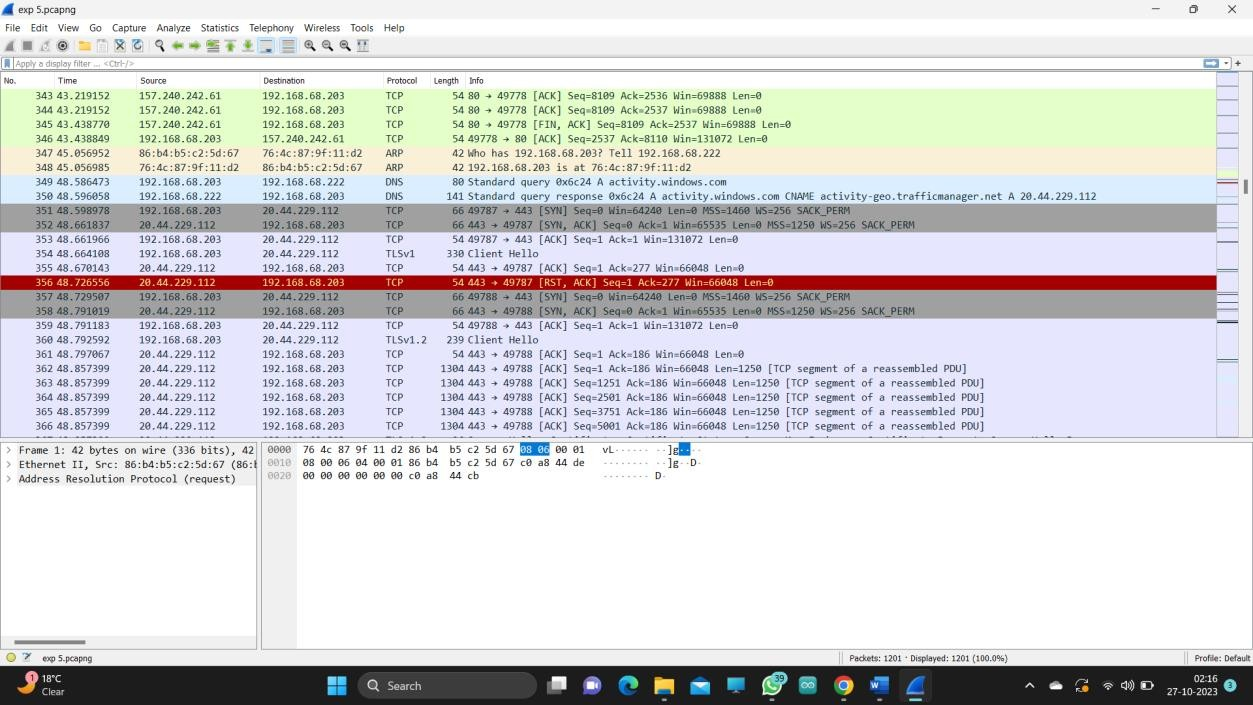 exp 5.pcapng
File Edit View Go Capture Analyze Statistics Telephony Wireless Tools Help
Apply a display filter ... <Ctrl-/>
No. Time Source Destination Protocol Length Info
343 43.219152 157.240.242.61 192.168.68.203 TCP 54 80 → 49778 [ACK] Seq=8109 Ack=2536 Win=69888 Len=0
344 43.219152 157.240.242.61 192.168.68.203 TCP 54 80 → 49778 [ACK] Seq=8109 Ack=2537 Win=69888 Len=0
345 43.438770 157.240.242.61 192.168.68.203 TCP 54 80 → 49778 [FIN, ACK] Seq=8109 Ack=2537 Win=69888 Len=0
346 43.438849 192.168.68.203 157.240.242.61 TCP 54 49778 → 80 [ACK] Seq=2537 Ack=8110 Win=131072 Len=0
347 45.056952 86:b4:b5:c2:5d:67 76:4c:87:9f:11:d2 ARP 42 Who has 192.168.68.203? Tell 192.168.68.222
348 45.056985 76:4c:87:9f:11:d2 86:b4:b5:c2:5d:67 ARP 42 192.168.68.203 is at 76:4c:87:9f:11:d2
349 48.586473 192.168.68.203 192.168.68.222 DNS 80 Standard query 0x6c24 A activity.windows.com
350 48.596058 192.168.68.222 192.168.68.203 DNS 141 Standard query response 0x6c24 A activity.windows.com CNAME activity-geo.trafficmanager.net A 20.44.229.112
351 48.598978 192.168.68.203 20.44.229.112 TCP 66 49787 → 443 [SYN] Seq=0 Win=64240 Len=0 MSS=1460 WS=256 SACK_PERM
352 48.661837 20.44.229.112 192.168.68.203 TCP 66 443 → 49787 [SYN, ACK] Seq=0 Ack=1 Win=65535 Len=0 MSS=1250 WS=256 SACK_PERM
353 48.661966 192.168.68.203 20.44.229.112 TCP 54 49787 → 443 [ACK] Seq=1 Ack=1 Win=131072 Len=0
354 48.664108 192.168.68.203 20.44.229.112 TLSv1 330 Client Hello
355 48.670143 20.44.229.112 192.168.68.203 TCP 54 443 → 49787 [ACK] Seq=1 Ack=277 Win=66048 Len=0
356 48.726556 20.44.229.112 192.168.68.203 TCP 54 443 → 49787 [RST, ACK] Seq=1 Ack=277 Win=66048 Len=0
357 48.729507 192.168.68.203 20.44.229.112 TCP 66 49788 → 443 [SYN] Seq=0 Win=64240 Len=0 MSS=1460 WS=256 SACK_PERM
358 48.791019 20.44.229.112 192.168.68.203 TCP 66 443 → 49788 [SYN, ACK] Seq=0 Ack=1 Win=65535 Len=0 MSS=1250 WS=256 SACK_PERM
359 48.791183 192.168.68.203 20.44.229.112 TCP 54 49788 → 443 [ACK] Seq=1 Ack=1 Win=131072 Len=0
360 48.792592 192.168.68.203 20.44.229.112 TLSv1.2 239 Client Hello
361 48.797067 20.44.229.112 192.168.68.203 TCP 54 443 → 49788 [ACK] Seq=1 Ack=186 Win=66048 Len=0
362 48.857399 20.44.229.112 192.168.68.203 TCP 1304 443 → 49788 [ACK] Seq=1 Ack=186 Win=66048 Len=1250 [TCP segment of a reassembled PDU]
363 48.857399 20.44.229.112 192.168.68.203 TCP 1304 443 → 49788 [ACK] Seq=1251 Ack=186 Win=66048 Len=1250 [TCP segment of a reassembled PDU]
364 48.857399 20.44.229.112 192.168.68.203 TCP 1304 443 → 49788 [ACK] Seq=2501 Ack=186 Win=66048 Len=1250 [TCP segment of a reassembled PDU]
365 48.857399 20.44.229.112 192.168.68.203 TCP 1304 443 → 49788 [ACK] Seq=3751 Ack=186 Win=66048 Len=1250 [TCP segment of a reassembled PDU]
366 48.857399 20.44.229.112 192.168.68.203 TCP 1304 443 → 49788 [ACK] Seq=5001 Ack=186 Win=66048 Len=1250 [TCP segment of a reassembled PDU]
Frame 1: 42 bytes on wire (336 bits), 42
Ethernet II, Src: 86:b4:b5:c2:5d:67 (86:b
Address Resolution Protocol (request)
0000 76 4c 87 9f 11 d2 86 b4 b5 c2 5d 67 08 06 00 01 vL······ ··]g····
0010 08 00 06 04 00 01 86 b4 b5 c2 5d 67 c0 a8 44 de ········ ··]g··D·
0020 00 00 00 00 00 00 c0 a8 44 cb ········ D·
exp 5.pcapng
Packets: 1201 · Displayed: 1201 (100.0%)
Profile: Default
1
18°C
Clear
Search
39
02:16
27-10-2023
3